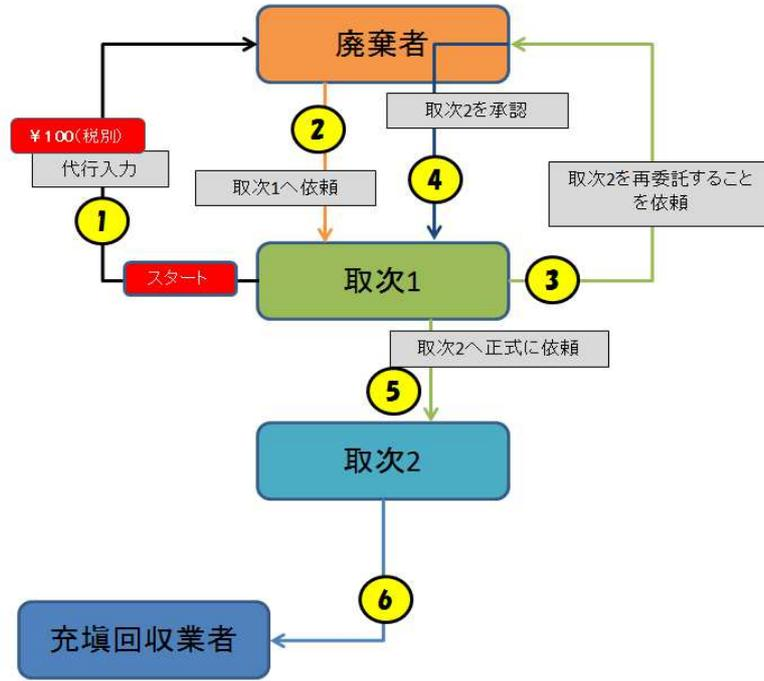 廃棄者
¥100(税別)
代行入力
1
スタート
2
取次1へ依頼
取次2を承認
4
取次2を再委託すること
を依頼
取次1
3
取次2へ正式に依頼
5
取次2
6
充塡回収業者